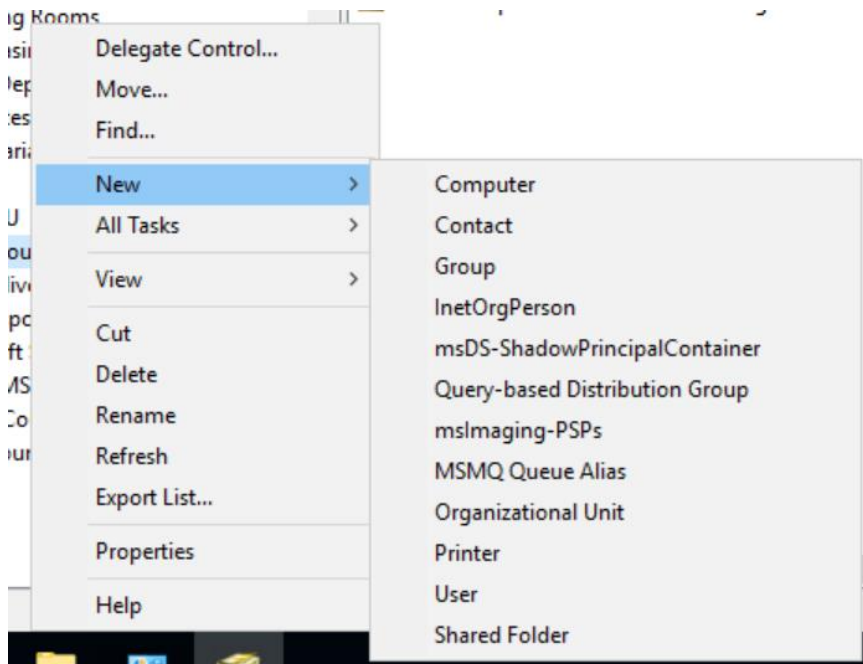 Rooms
Delegate Control...
Move...
Find...
New
All Tasks
View
Cut
Delete
Rename
Refresh
Export List...
Properties
Help
Computer
Contact
Group
InetOrgPerson
msDS-ShadowPrincipalContainer
Query-based Distribution Group
msImaging-PSPs
MSMQ Queue Alias
Organizational Unit
Printer
User
Shared Folder